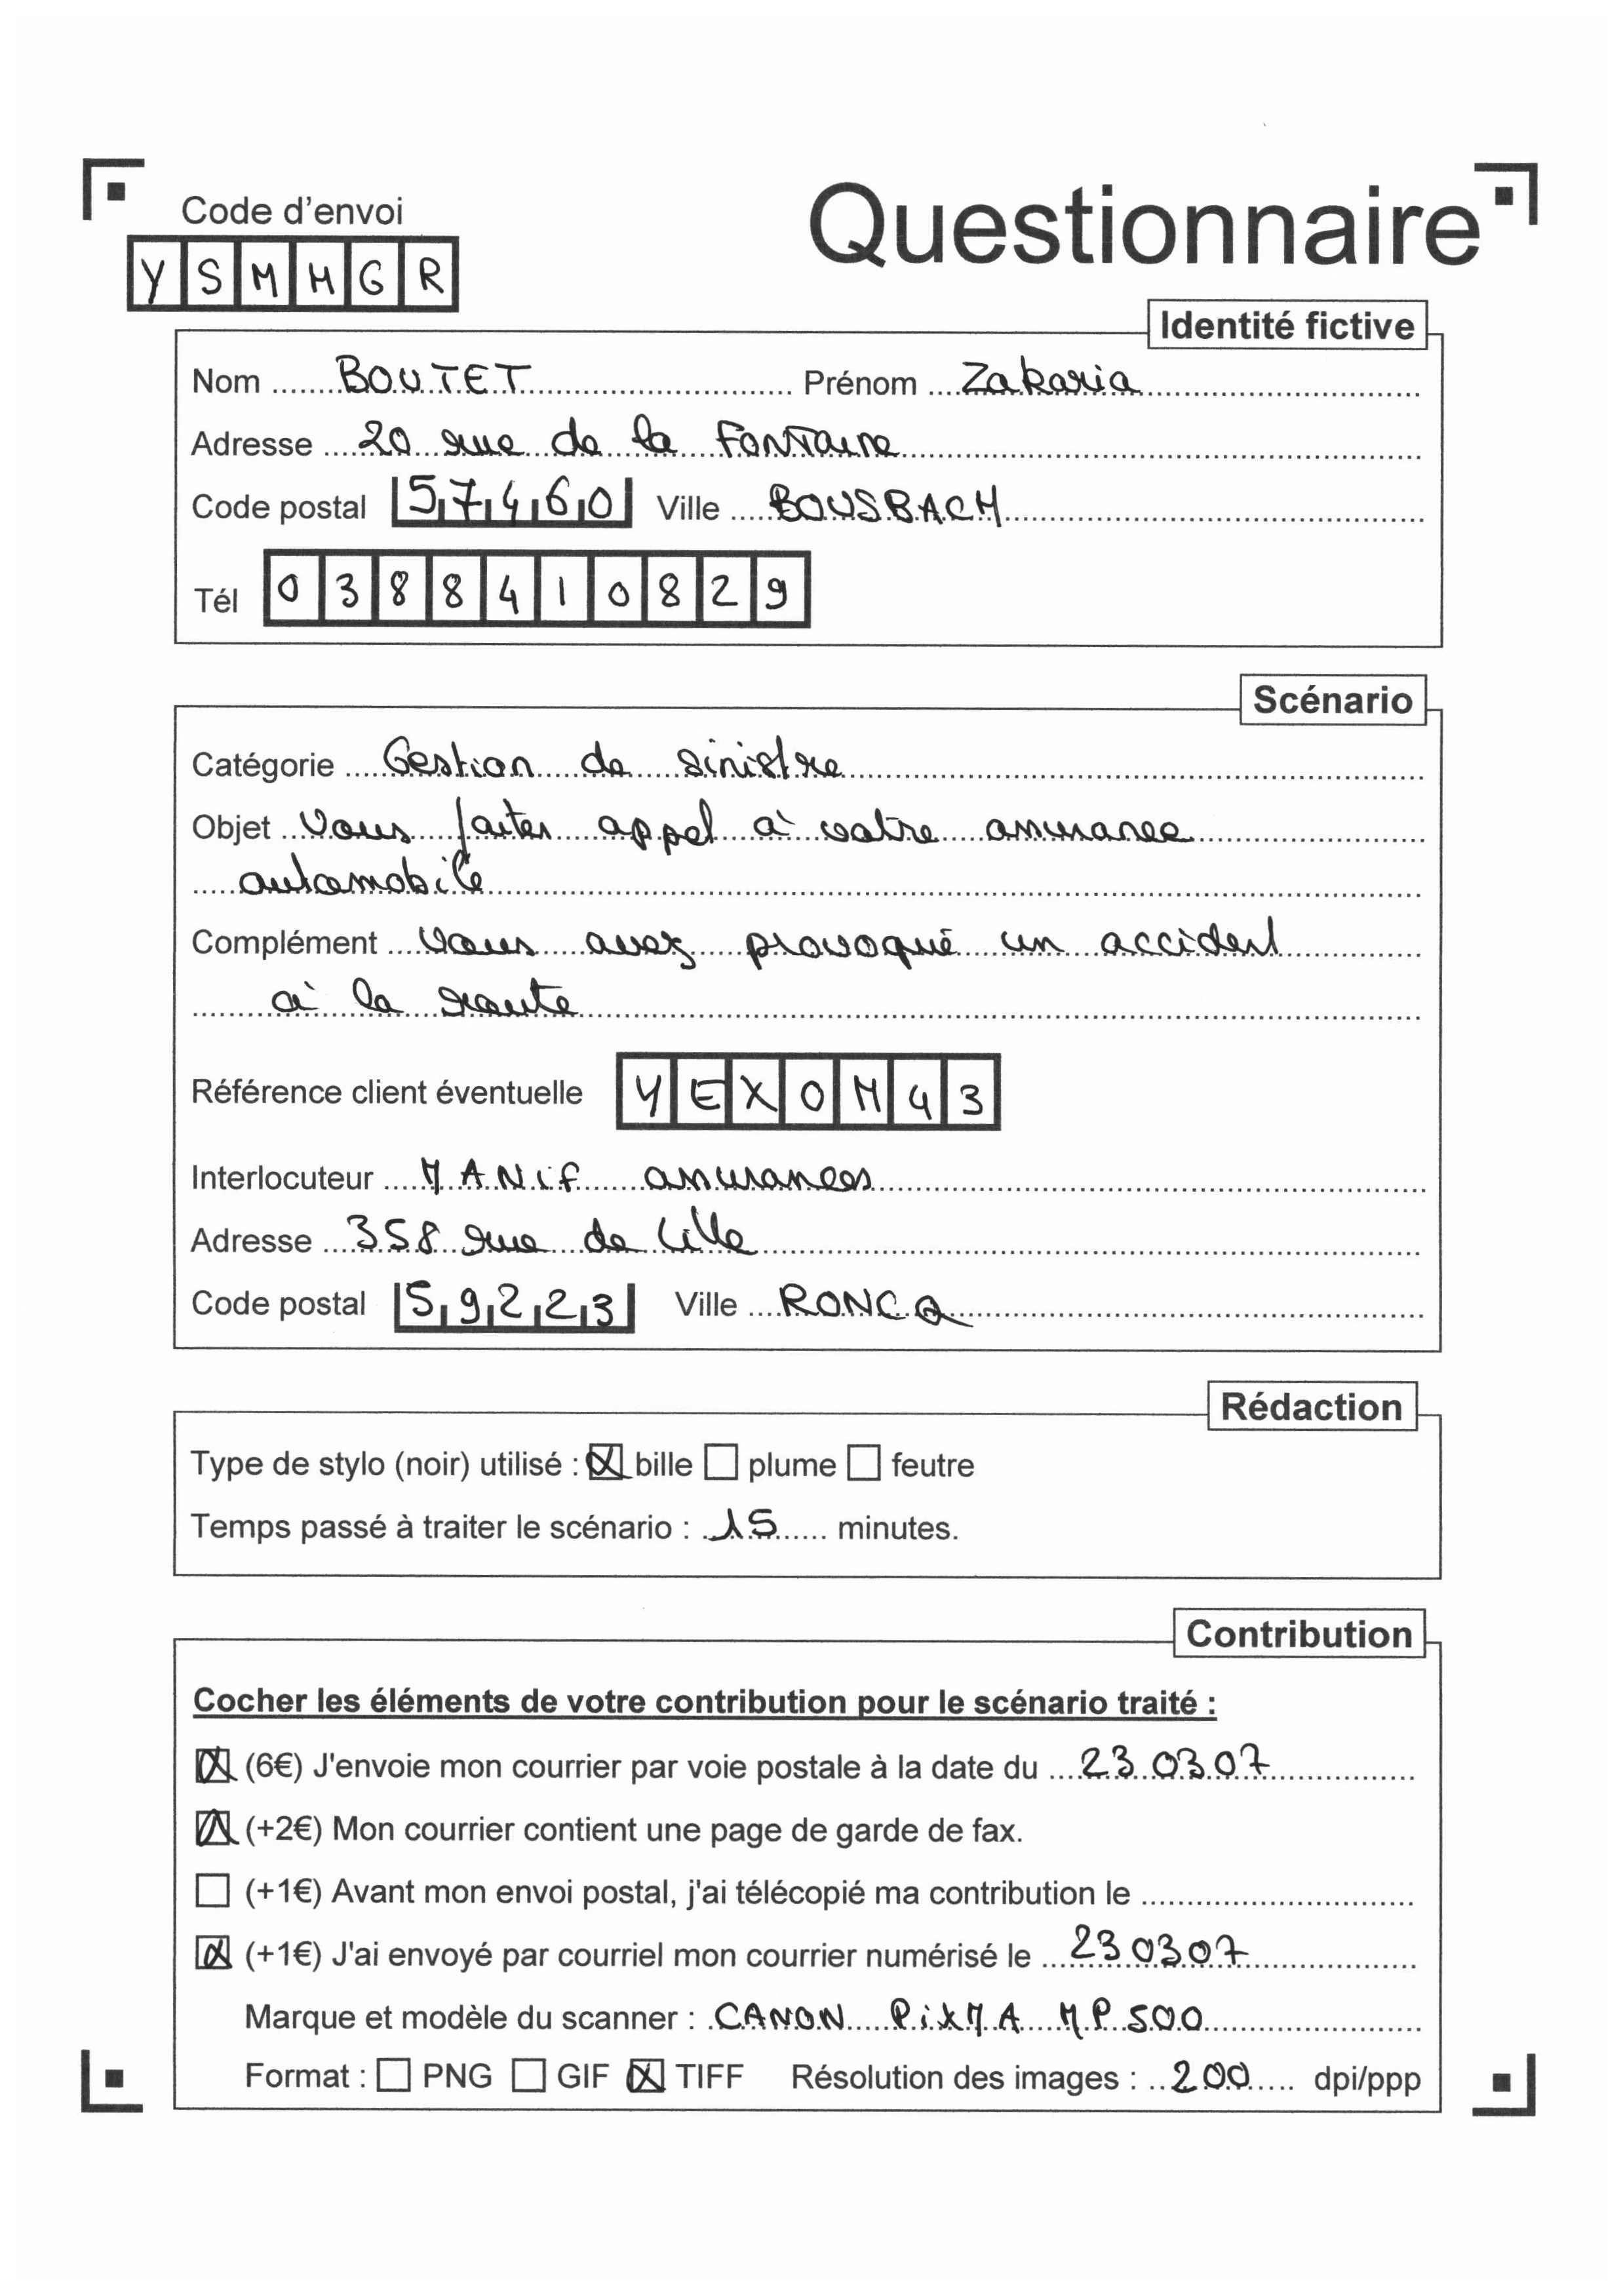 Code d'envoi
Questionnaire
Y S M H G R
Identité fictive
Nom BOUTET Prénom Zakaria
Adresse 20 rue de la Fontaine
Code postal 57460 Ville BOUSBACH
Tél 0388410829
Scénario
Catégorie Gestion de sinistre
Objet Vous faites appel à votre assurance
automobile
Complément Vous avez provoqué un accident
à la route
Référence client éventuelle YEXOM43
Interlocuteur MANif assurances
Adresse 358 rue de Lille
Code postal 59223 Ville RONCQ
Rédaction
Type de stylo (noir) utilisé : bille plume feutre
Temps passé à traiter le scénario : 15 minutes.
Contribution
Cocher les éléments de votre contribution pour le scénario traité :
(6€) J'envoie mon courrier par voie postale à la date du 230307
(+2€) Mon courrier contient une page de garde de fax.
(+1€) Avant mon envoi postal, j'ai télécopié ma contribution le
(+1€) J'ai envoyé par courriel mon courrier numérisé le 230307
Marque et modèle du scanner : CANON PiXMA MP500
Format : PNG GIF TIFF Résolution des images : 200 dpi/ppp